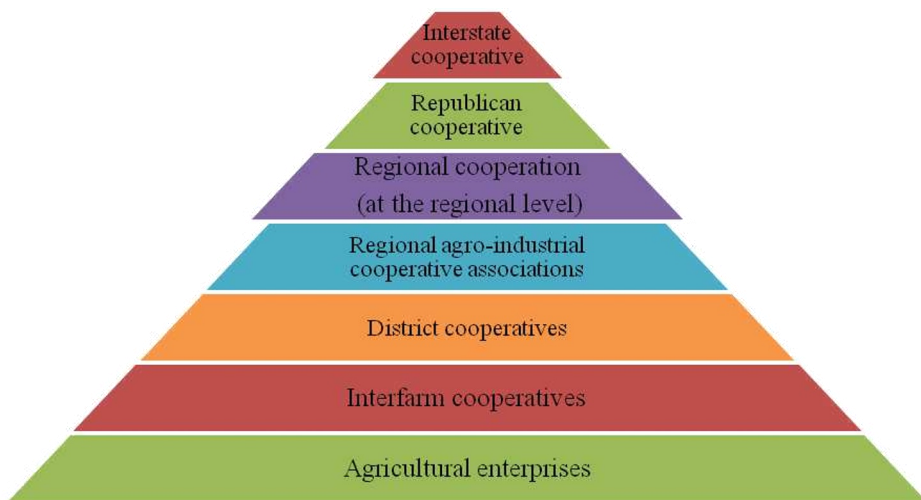 Interstate
cooperative
Republican
cooperative
Regional cooperation
(at the regional level)
Regional agro-industrial
cooperative associations
District cooperatives
Interfarm cooperatives
Agricultural enterprises